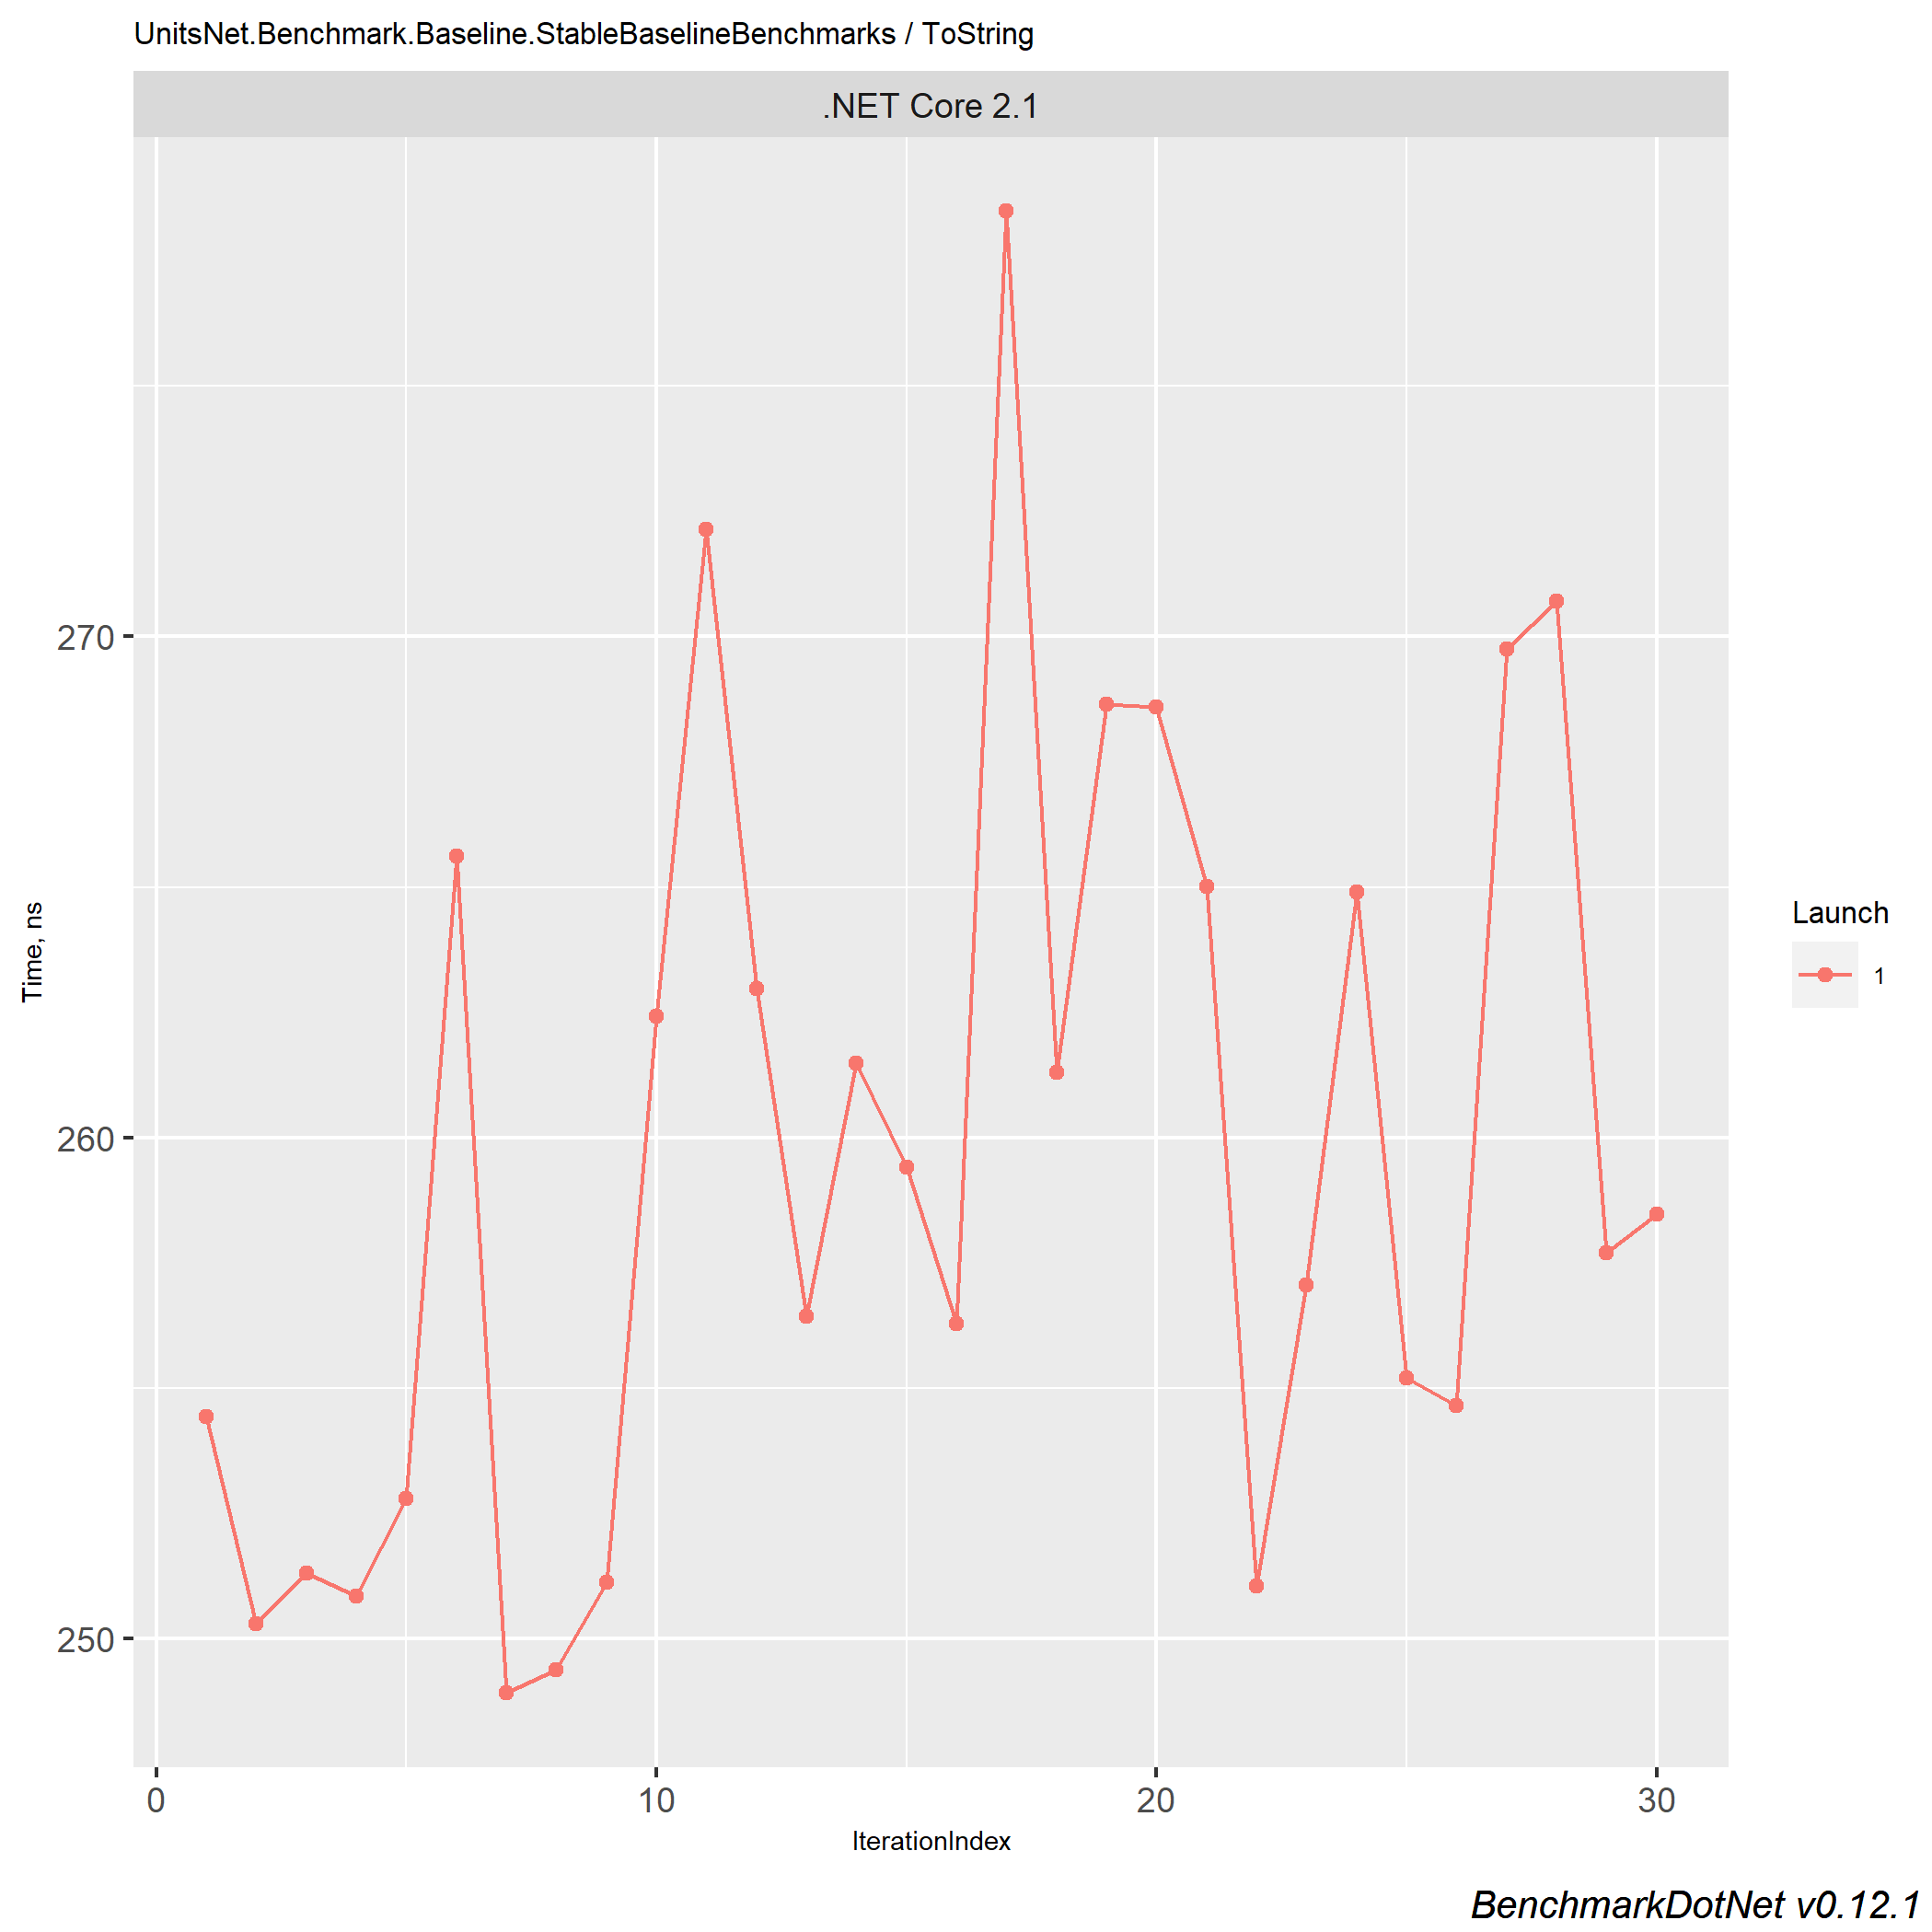 UnitsNet.Benchmark.Baseline.StableBaselineBenchmarks / ToString
.NET Core 2.1
270
260
250
Time, ns
0 10 20 30
IterationIndex
Launch
1
BenchmarkDotNet v0.12.1